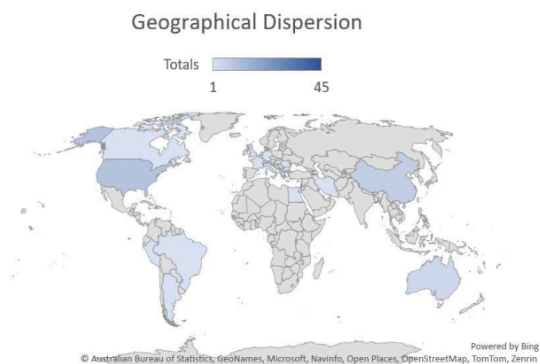 Geographical Dispersion
Totals
1 45
Powered by Bing
© Australian Bureau of Statistics, GeoNames, Microsoft, Navinfo, Open Places, OpenStreetMap, TomTom, Zenrin